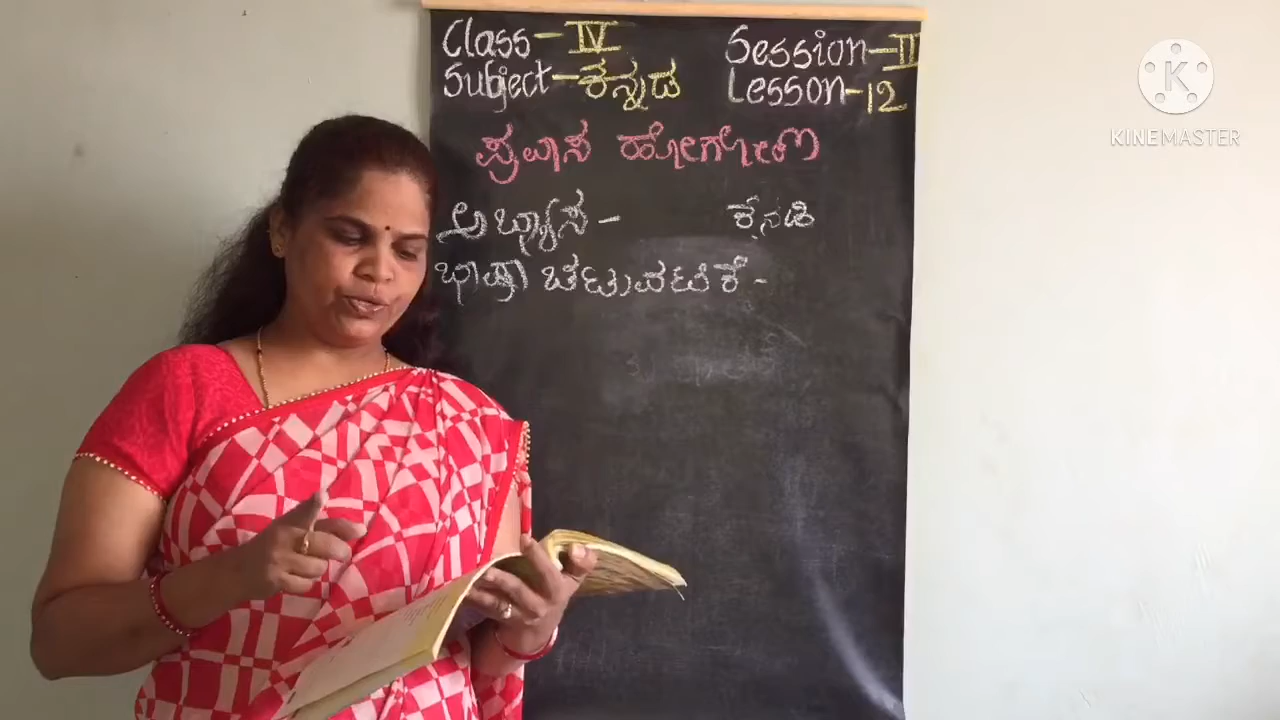 Class-IV Session-II
Subject-ಕನ್ನಡ Lesson-12
ಪ್ರವಾಸ ಹೋಗೋಣ
ಅಭ್ಯಾಸ-
ಭಾಷಾ ಚಟುವಟಿಕೆ-
K
KINEMASTER